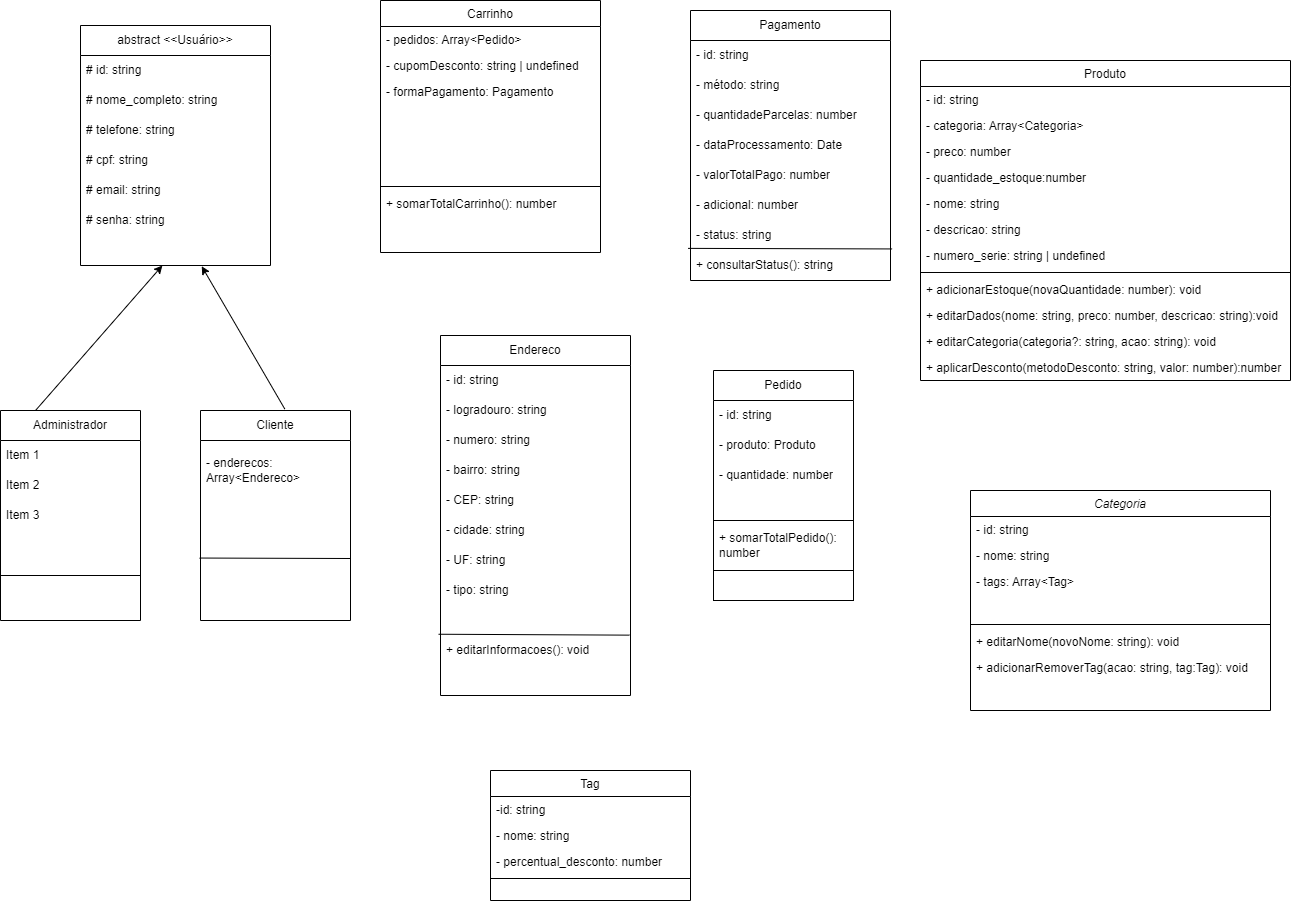 abstract <<Usuário>>
# id: string
# nome_completo: string
# telefone: string
# cpf: string
# email: string
# senha: string
Carrinho
- pedidos: Array<Pedido>
- cupomDesconto: string | undefined
- formaPagamento: Pagamento
+ somarTotalCarrinho(): number
Pagamento
- id: string
- método: string
- quantidadeParcelas: number
- dataProcessamento: Date
- valorTotalPago: number
- adicional: number
- status: string
+ consultarStatus(): string
Produto
- id: string
- categoria: Array<Categoria>
- preco: number
- quantidade_estoque:number
- nome: string
- descricao: string
- numero_serie: string | undefined
+ adicionarEstoque(novaQuantidade: number): void
+ editarDados(nome: string, preco: number, descricao: string):void
+ editarCategoria(categoria?: string, acao: string): void
+ aplicarDesconto(metodoDesconto: string, valor: number):number
Administrador
Item 1
Item 2
Item 3
Cliente
- enderecos:
Array<Endereco>
Endereco
- id: string
- logradouro: string
- numero: string
- bairro: string
- CEP: string
- cidade: string
- UF: string
- tipo: string
+ editarInformacoes(): void
Pedido
- id: string
- produto: Produto
- quantidade: number
+ somarTotalPedido():
number
Categoria
- id: string
- nome: string
- tags: Array<Tag>
+ editarNome(novoNome: string): void
+ adicionarRemoverTag(acao: string, tag:Tag): void
Tag
-id: string
- nome: string
- percentual_desconto: number